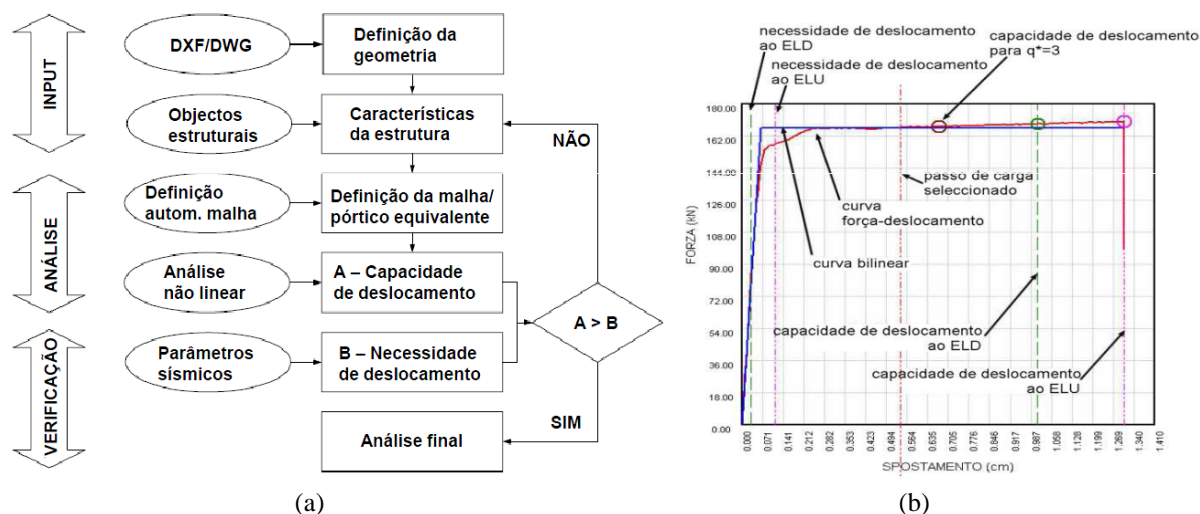 INPUT
DXF/DWG
Definição da
geometria
Objectos
estruturais
Características
da estrutura
NÃO
ANÁLISE
Definição
autom. malha
Definição da malha/
pórtico equivalente
Análise
não linear
A – Capacidade
de deslocamento
A > B
VERIFICAÇÃO
Parâmetros
sísmicos
B – Necessidade
de deslocamento
SIM
Análise final
(a)
necessidade de deslocamento
ao ELD
necessidade de deslocamento
ao ELU
capacidade de deslocamento
para q*=3
180.00
162.00
144.00
126.00
108.00
90.00
72.00
54.00
36.00
18.00
0.00
FORZA (kN)
passo de carga
seleccionado
curva
força-deslocamento
curva bilinear
capacidade de deslocamento
ao ELD
capacidade de deslocamento
ao ELU
0.000
0.071
0.141
0.212
0.282
0.353
0.423
0.494
0.564
0.635
0.705
0.776
0.846
0.917
0.987
1.058
1.128
1.199
1.269
1.340
1.410
SPOSTAMENTO (cm)
(b)